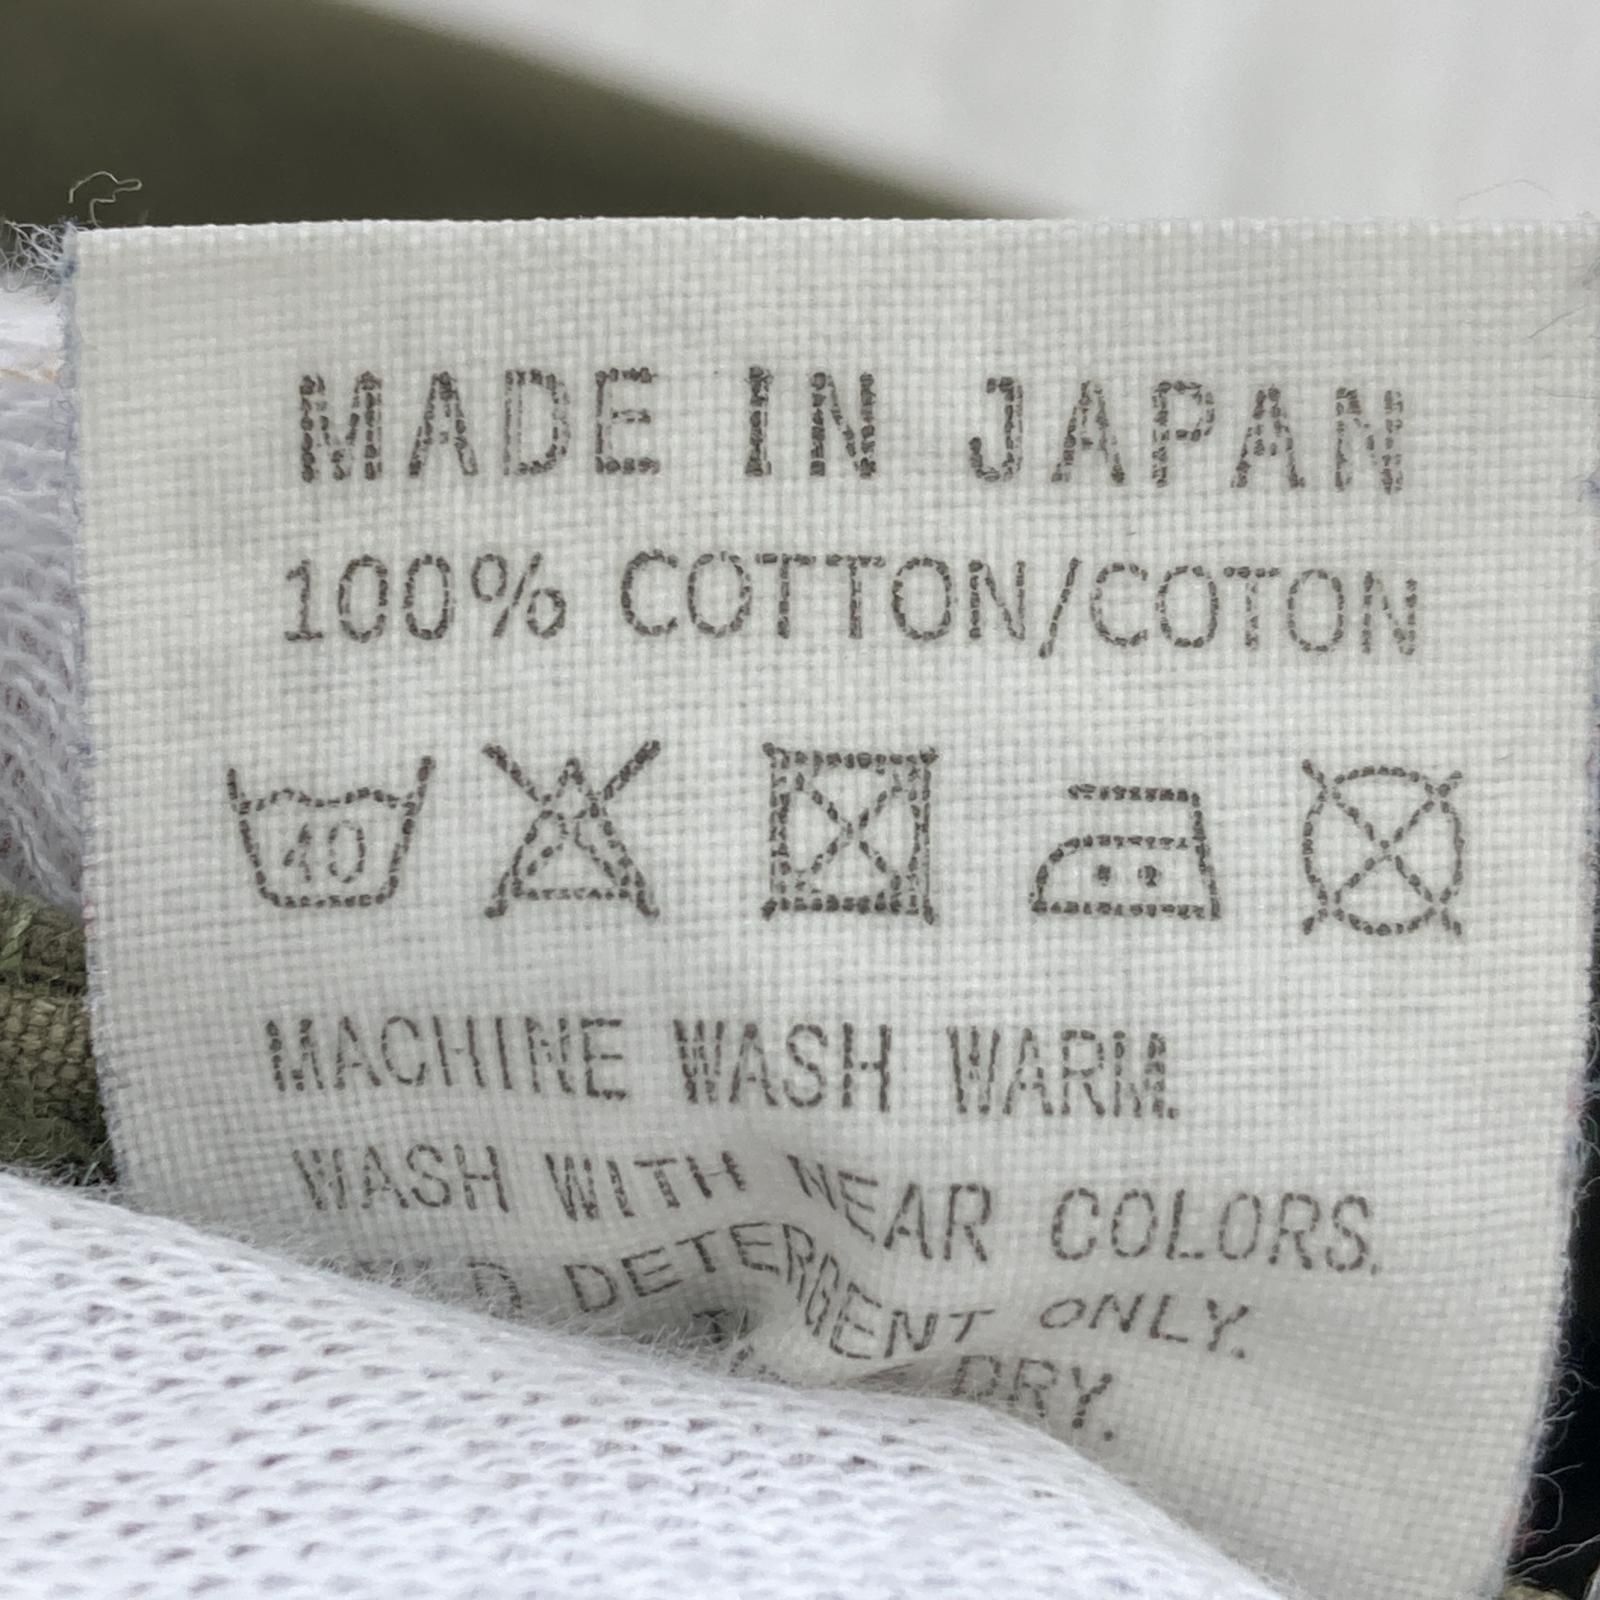 MADE IN JAPAN
100% COTTON/COTON
40
MACHINE WASH WARM.
WASH WITH NEAR COLORS.
DETERGENT ONLY.
DRY.